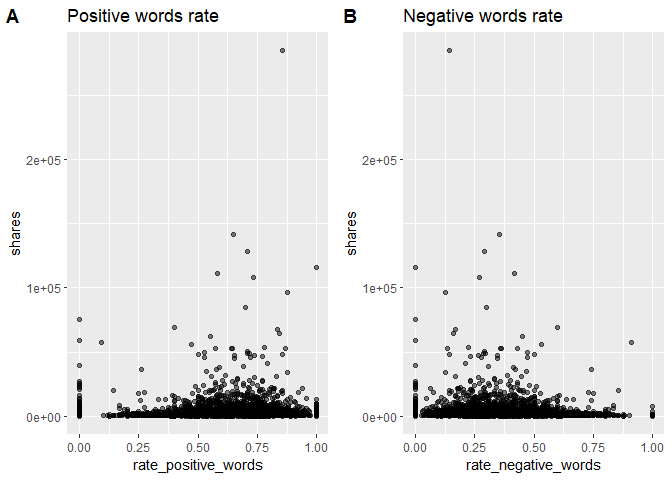 A Positive words rate
B Negative words rate
shares
2e+05
1e+05
0e+00
0.00 0.25 0.50 0.75 1.00
rate_positive_words
shares
2e+05
1e+05
0e+00
0.00 0.25 0.50 0.75 1.00
rate_negative_words